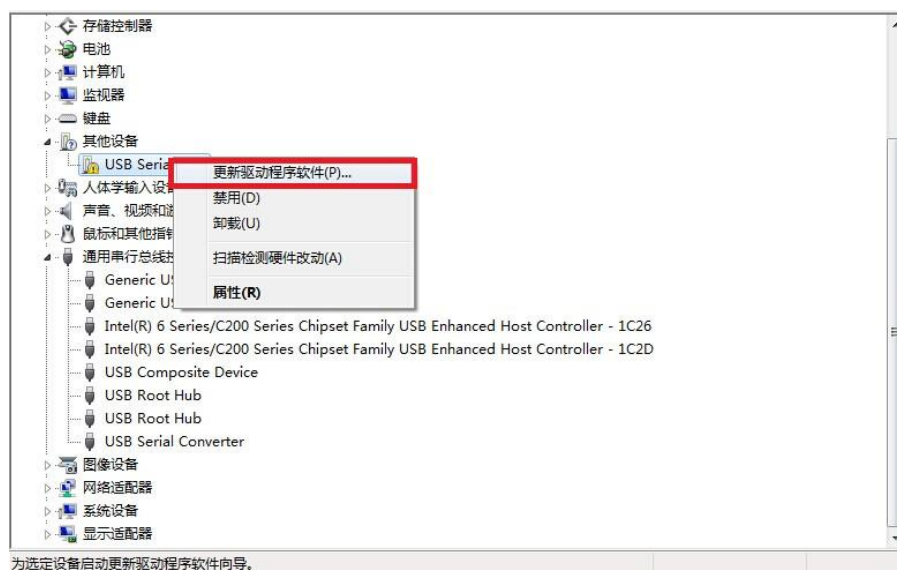 存储控制器
电池
计算机
监视器
键盘
其他设备
USB Seria
更新驱动程序软件(P)...
人体学输入设备
禁用(D)
声音、视频和游
卸载(U)
鼠标和其他指针
通用串行总线控
扫描检测硬件改动(A)
Generic US
属性(R)
Generic US
Intel(R) 6 Series/C200 Series Chipset Family USB Enhanced Host Controller - 1C26
Intel(R) 6 Series/C200 Series Chipset Family USB Enhanced Host Controller - 1C2D
USB Composite Device
USB Root Hub
USB Root Hub
USB Serial Converter
图像设备
网络适配器
系统设备
显示适配器
为选定设备启动更新驱动程序软件向导。